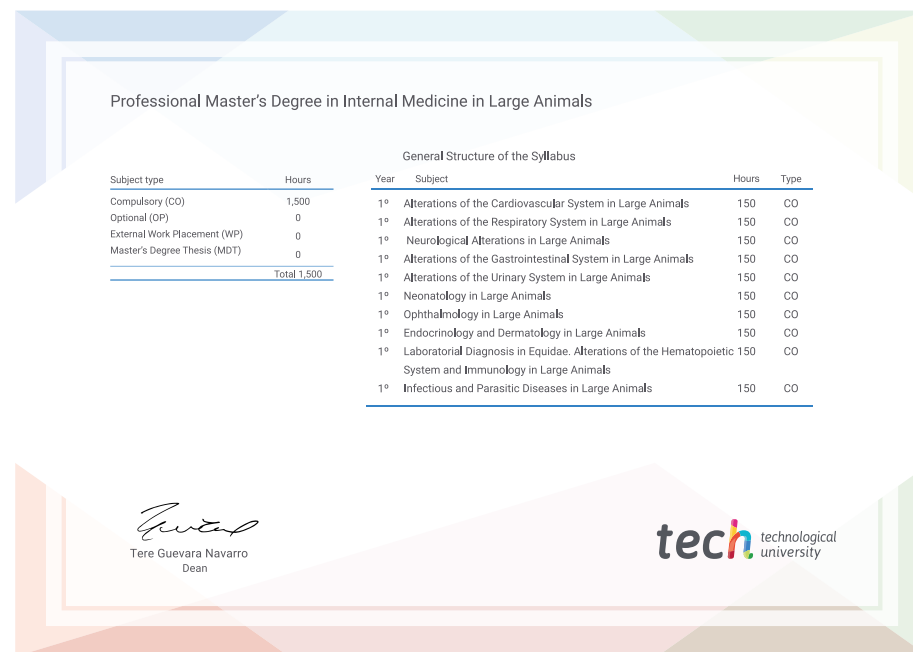 Professional Master's Degree in Internal Medicine in Large Animals
Subject type Hours
Compulsory (CO) 1,500
Optional (OP) 0
External Work Placement (WP) 0
Master's Degree Thesis (MDT) 0
Total 1,500
General Structure of the Syllabus
Year Subject Hours Type
1º Alterations of the Cardiovascular System in Large Animals 150 CO
1º Alterations of the Respiratory System in Large Animals 150 CO
1º Neurological Alterations in Large Animals 150 CO
1º Alterations of the Gastrointestinal System in Large Animals 150 CO
1º Alterations of the Urinary System in Large Animals 150 CO
1º Neonatology in Large Animals 150 CO
1º Ophthalmology in Large Animals 150 CO
1º Endocrinology and Dermatology in Large Animals 150 CO
1º Laboratorial Diagnosis in Equidae. Alterations of the Hematopoietic 150 CO
System and Immunology in Large Animals
1º Infectious and Parasitic Diseases in Large Animals 150 CO
Tere Guevara Navarro
Dean
tech technological
university